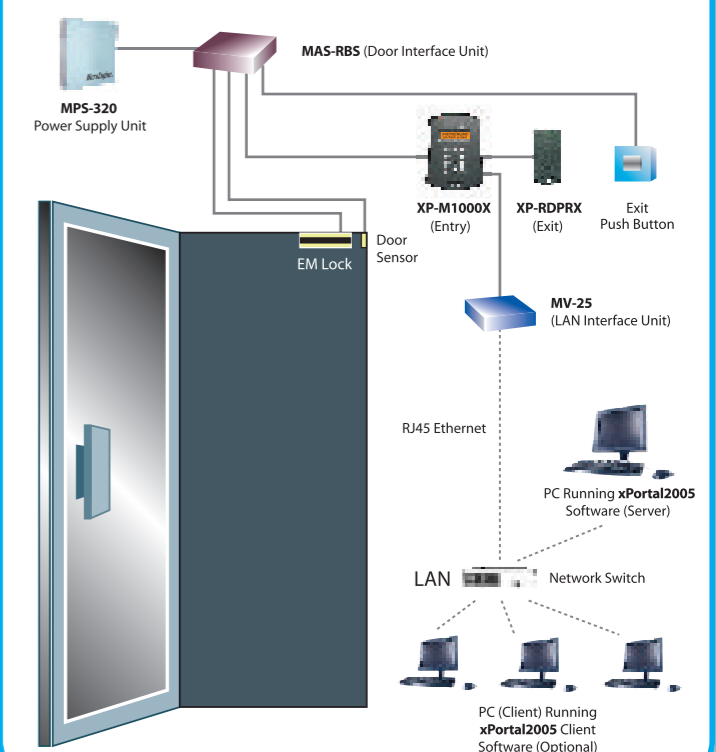 MicroEngine
MPS-320
Power Supply Unit
MAS-RBS (Door Interface Unit)
XP-M1000X
(Entry)
XP-RDPRX
(Exit)
Exit
Push Button
EM Lock
Door
Sensor
MV-25
(LAN Interface Unit)
RJ45 Ethernet
PC Running xPortal2005
Software (Server)
LAN
Network Switch
PC (Client) Running
xPortal2005 Client
Software (Optional)